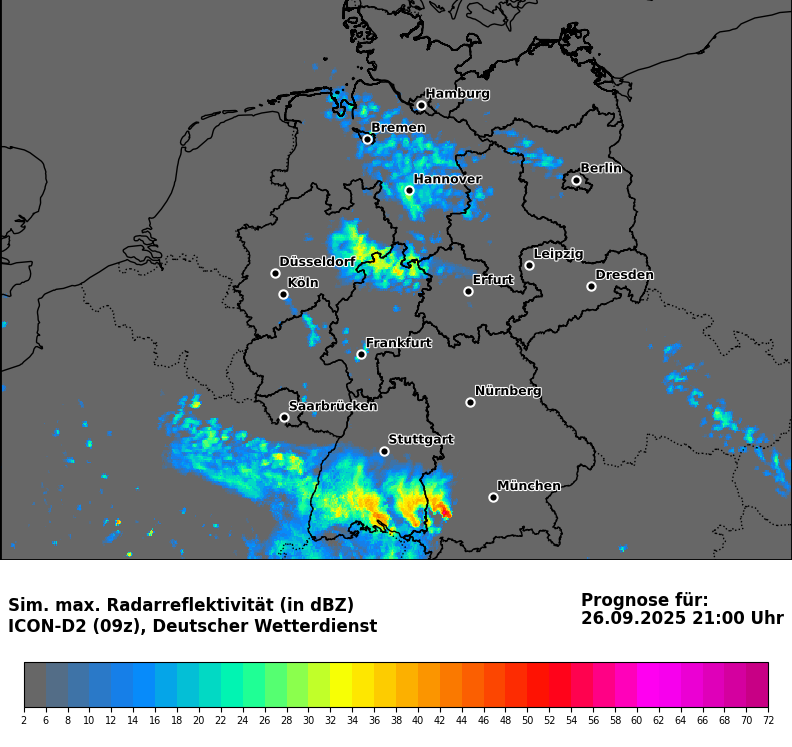 Hamburg
Bremen
Berlin
Hannover
Leipzig
Düsseldorf
Dresden
Köln
Erfurt
Frankfurt
Nürnberg
Saarbrücken
Stuttgart
München
Sim. max. Radarreflektivität (in dBZ)
ICON-D2 (09z), Deutscher Wetterdienst
Prognose für:
26.09.2025 21:00 Uhr
2 6 8 10 12 14 16 18 20 22 24 26 28 30 32 34 36 38 40 42 44 46 48 50 52 54 56 58 60 62 64 66 68 70 72